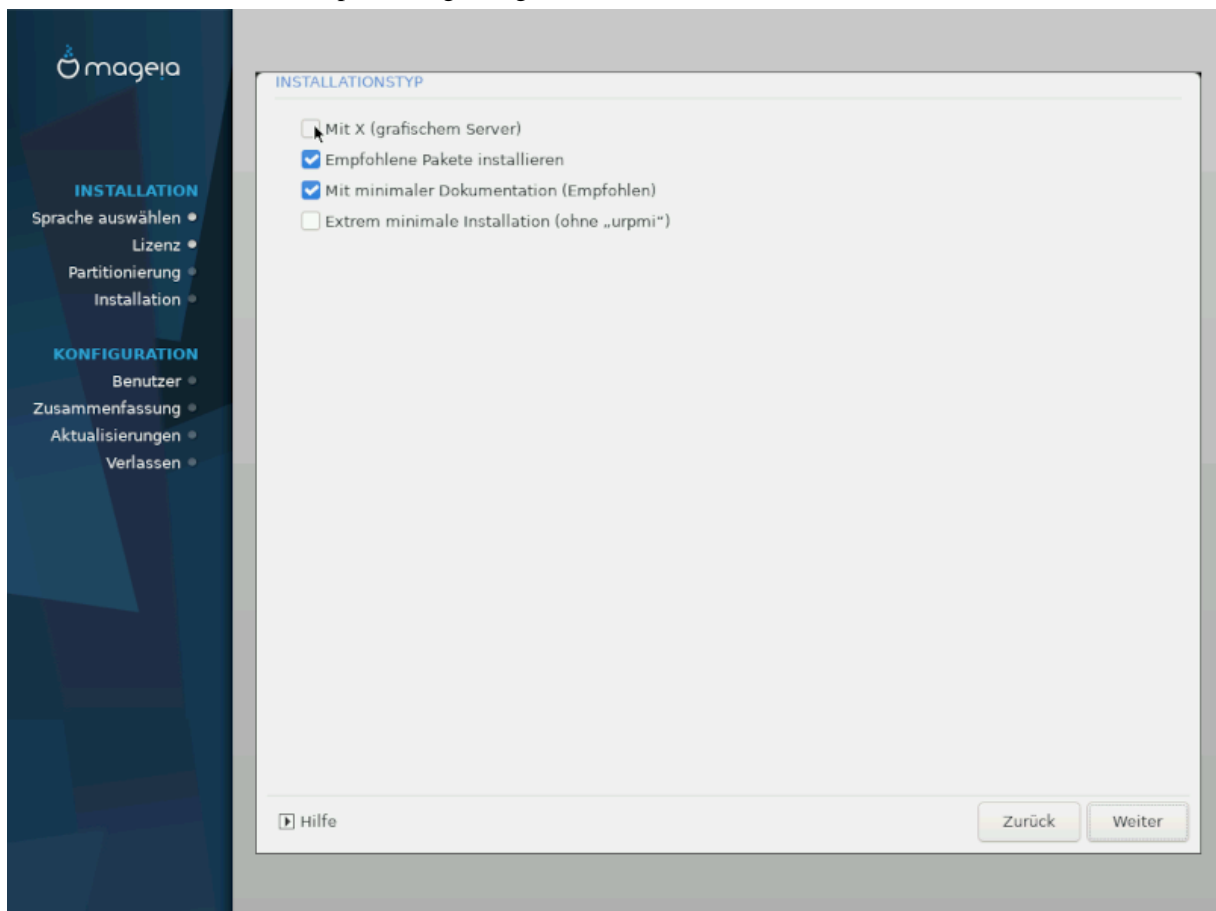 mageia
INSTALLATION
Sprache auswählen
Lizenz
Partitionierung
Installation
KONFIGURATION
Benutzer
Zusammenfassung
Aktualisierungen
Verlassen
INSTALLATIONSTYP
Mit X (grafischem Server)
Empfohlene Pakete installieren
Mit minimaler Dokumentation (Empfohlen)
Extrem minimale Installation (ohne „urpmi“)
Hilfe
Zurück
Weiter